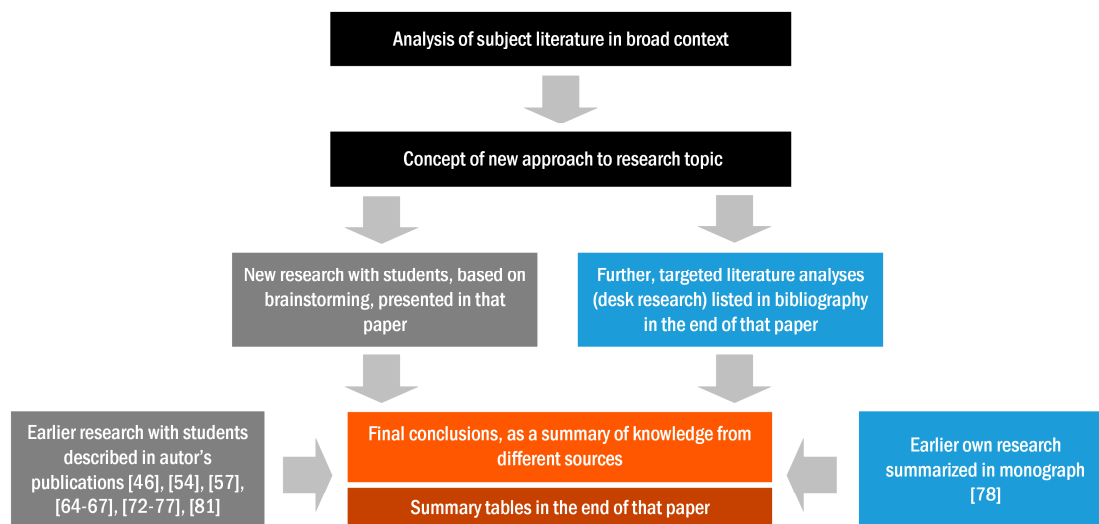 Analysis of subject literature in broad context
Concept of new approach to research topic
New research with students, based on
brainstorming, presented in that
paper
Further, targeted literature analyses
(desk research) listed in bibliography
in the end of that paper
Earlier research with students
described in autor's
publications [46], [54], [57],
[64-67], [72-77], [81]
Final conclusions, as a summary of knowledge from
different sources
Summary tables in the end of that paper
Earlier own research
summarized in monograph
[78]